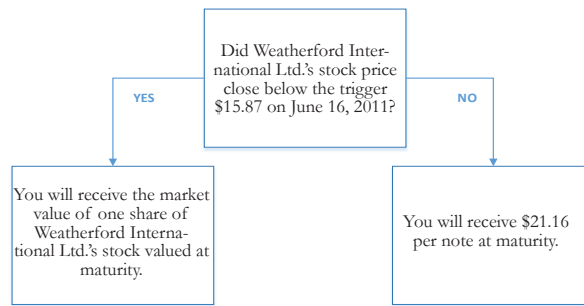 Did Weatherford Inter-
national Ltd.'s stock price
close below the trigger
$15.87 on June 16, 2011?
YES
NO
You will receive the market
value of one share of
Weatherford Interna-
tional Ltd.'s stock valued at
maturity.
You will receive $21.16
per note at maturity.